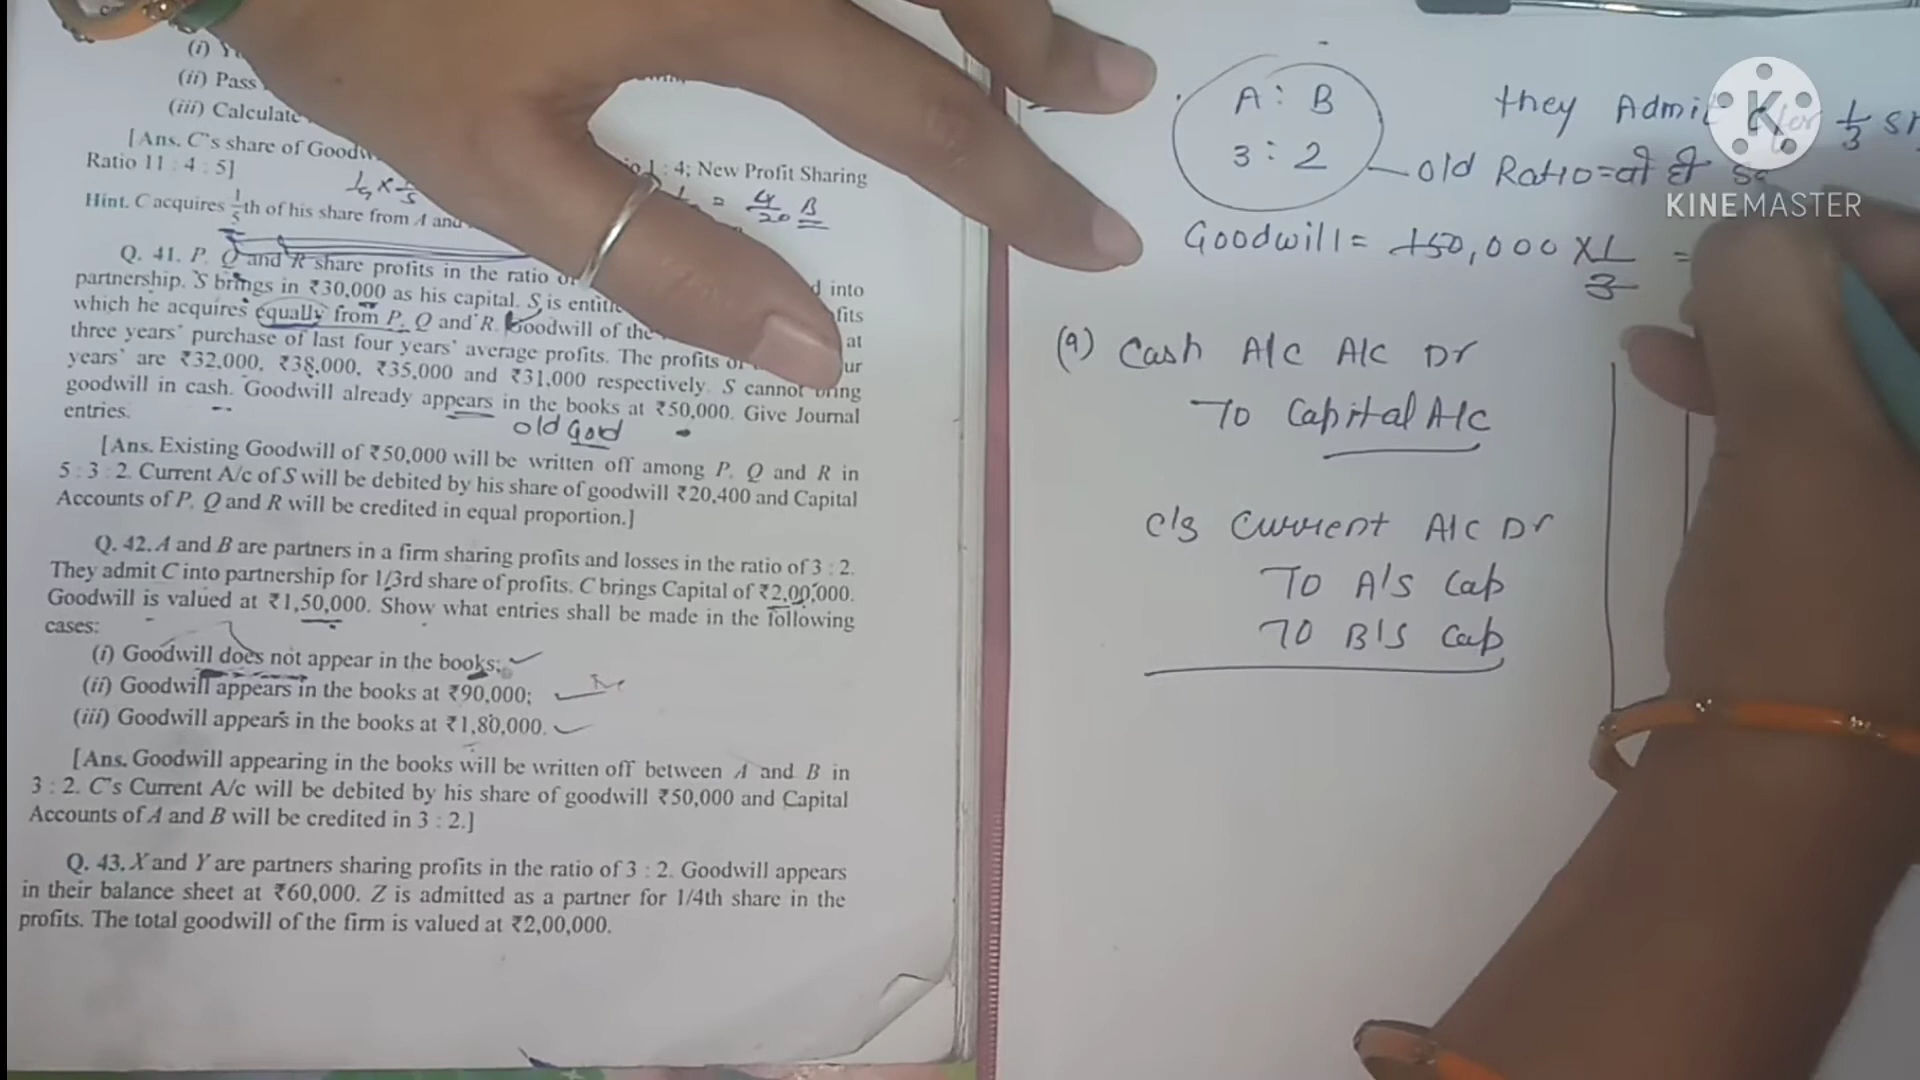 (i) Y
(ii) Pass
(iii) Calculate
[Ans. C's share of Goodw
1 : 4; New Profit Sharing
Ratio 11 : 4 : 5]
= 4/20 B
Hint. C acquires 1/5th of his share from A and
Q. 41. P, Q and R share profits in the ratio of d into
partnership. S brings in ₹30,000 as his capital. S is entit fits
which he acquires equally from P, Q and R. Goodwill of the at
three years' purchase of last four years' average profits. The profits of ur
years' are ₹32,000, ₹38,000, ₹35,000 and ₹31,000 respectively. S cannot bring
goodwill in cash. Goodwill already appears in the books at ₹50,000. Give Journal
entries.
old Good
[Ans. Existing Goodwill of ₹50,000 will be written off among P, Q and R in
5 : 3 : 2. Current A/c of S will be debited by his share of goodwill ₹20,400 and Capital
Accounts of P, Q and R will be credited in equal proportion.]
Q. 42. A and B are partners in a firm sharing profits and losses in the ratio of 3 : 2.
They admit C into partnership for 1/3rd share of profits. C brings Capital of ₹2,00,000.
Goodwill is valued at ₹1,50,000. Show what entries shall be made in the following
cases:
(i) Goodwill does not appear in the books;
(ii) Goodwill appears in the books at ₹90,000;
(iii) Goodwill appears in the books at ₹1,80,000.
[Ans. Goodwill appearing in the books will be written off between A and B in
3 : 2. C's Current A/c will be debited by his share of goodwill ₹50,000 and Capital
Accounts of A and B will be credited in 3 : 2.]
Q. 43. X and Y are partners sharing profits in the ratio of 3 : 2. Goodwill appears
in their balance sheet at ₹60,000. Z is admitted as a partner for 1/4th share in the
profits. The total goodwill of the firm is valued at ₹2,00,000.
A : B
they Admit 1/3
3 : 2
old Ratio =
Goodwill = 150,000 X 1/3 =
(a) Cash A/c A/c Dr
To Capital A/c
C's Current A/c Dr
To A's Cap
To B's Cap
K
KINEMASTER